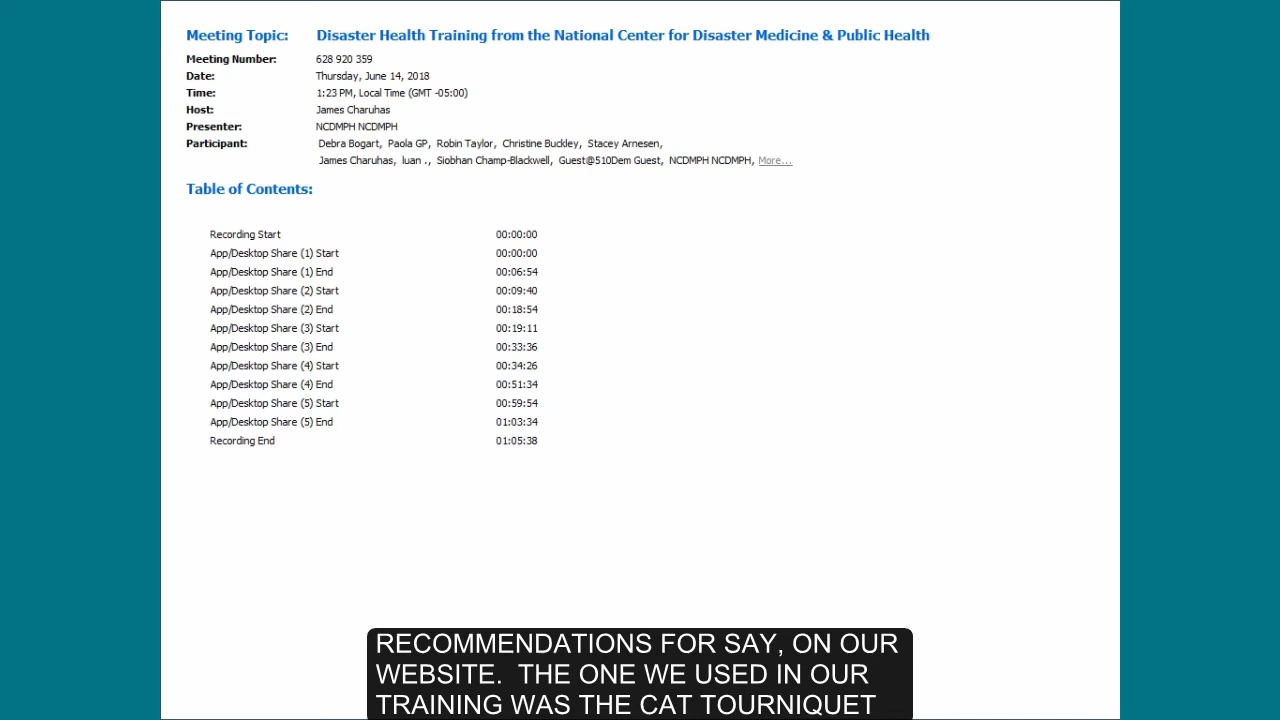 Meeting Topic: Disaster Health Training from the National Center for Disaster Medicine & Public Health
Meeting Number: 628 920 359
Date: Thursday, June 14, 2018
Time: 1:23 PM, Local Time (GMT -05:00)
Host: James Charuhas
Presenter: NCDMPH NCDMPH
Participant: Debra Bogart, Paola GP, Robin Taylor, Christine Buckley, Stacey Arnesen,
James Charuhas, luan ., Siobhan Champ-Blackwell, Guest@510Dem Guest, NCDMPH NCDMPH, More...
Table of Contents:
Recording Start 00:00:00
App/Desktop Share (1) Start 00:00:00
App/Desktop Share (1) End 00:06:54
App/Desktop Share (2) Start 00:09:40
App/Desktop Share (2) End 00:18:54
App/Desktop Share (3) Start 00:19:11
App/Desktop Share (3) End 00:33:36
App/Desktop Share (4) Start 00:34:26
App/Desktop Share (4) End 00:51:34
App/Desktop Share (5) Start 00:59:54
App/Desktop Share (5) End 01:03:34
Recording End 01:05:38
RECOMMENDATIONS FOR SAY, ON OUR
WEBSITE. THE ONE WE USED IN OUR
TRAINING WAS THE CAT TOURNIQUET